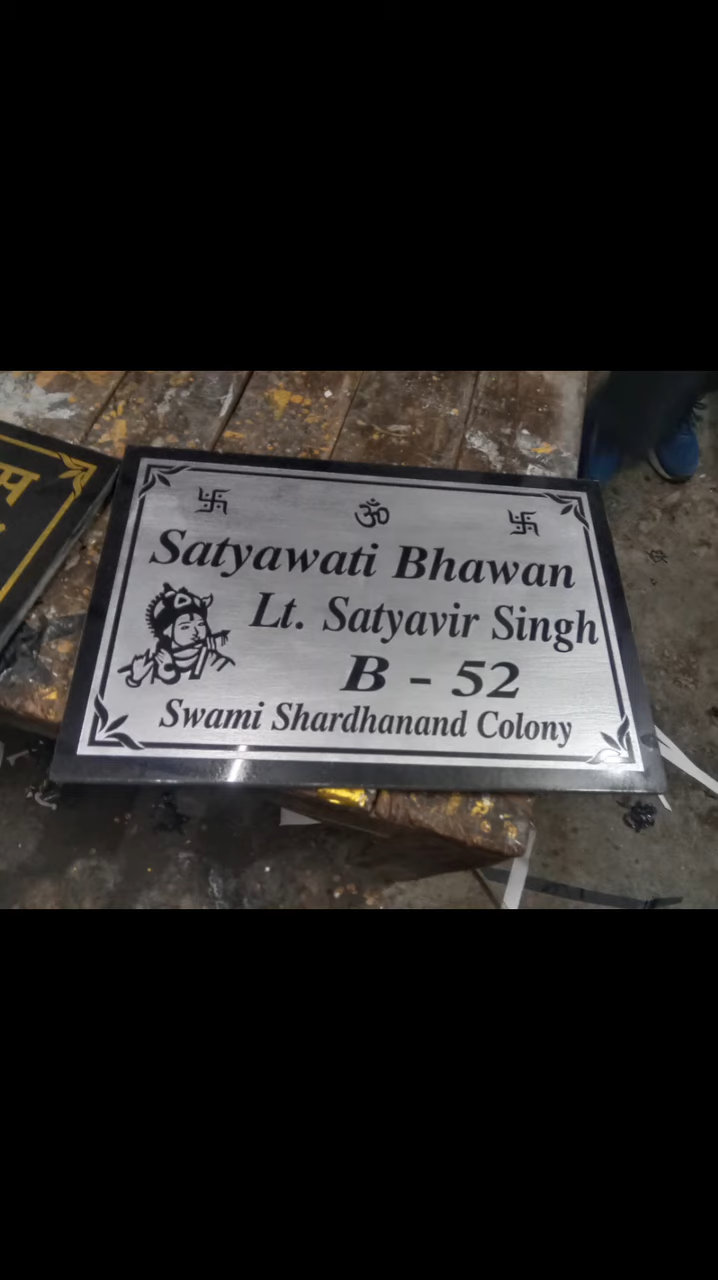 ॐ
Satyawati Bhawan
Lt. Satyavir Singh
B - 52
Swami Shardhanand Colony